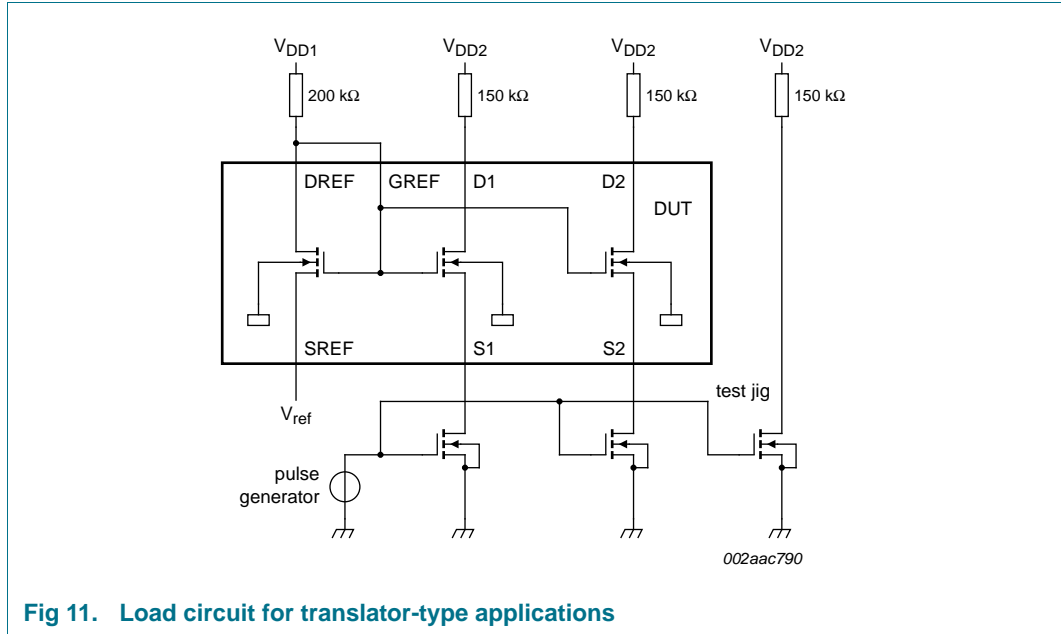 VDD1 VDD2 VDD2 VDD2
200 kΩ 150 kΩ 150 kΩ 150 kΩ
DREF GREF D1 D2
DUT
SREF S1 S2
test jig
Vref
pulse
generator
002aac790
Fig 11. Load circuit for translator-type applications